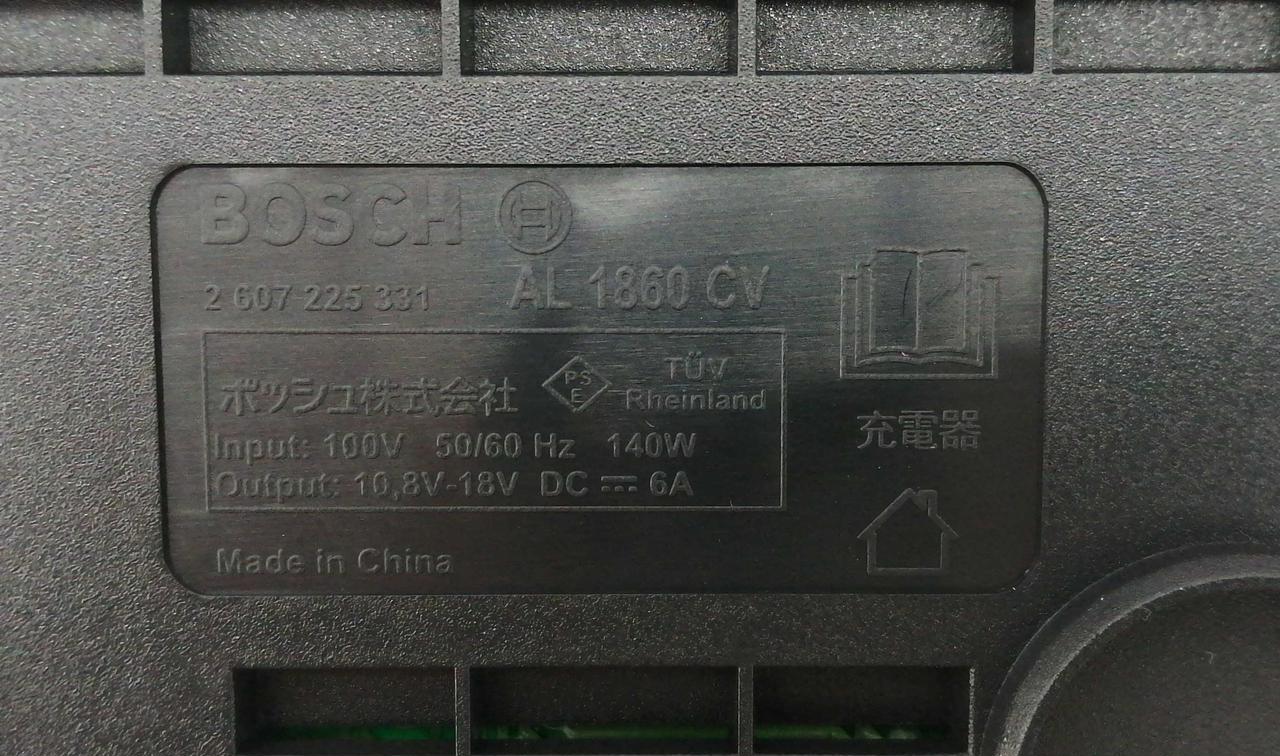 BOSCH
2 607 225 331 AL 1860 CV
ボッシュ株式会社 PS E TÜV Rheinland
Input: 100V 50/60 Hz 140W
Output: 10,8V-18V DC ⎓ 6A
Made in China
充電器